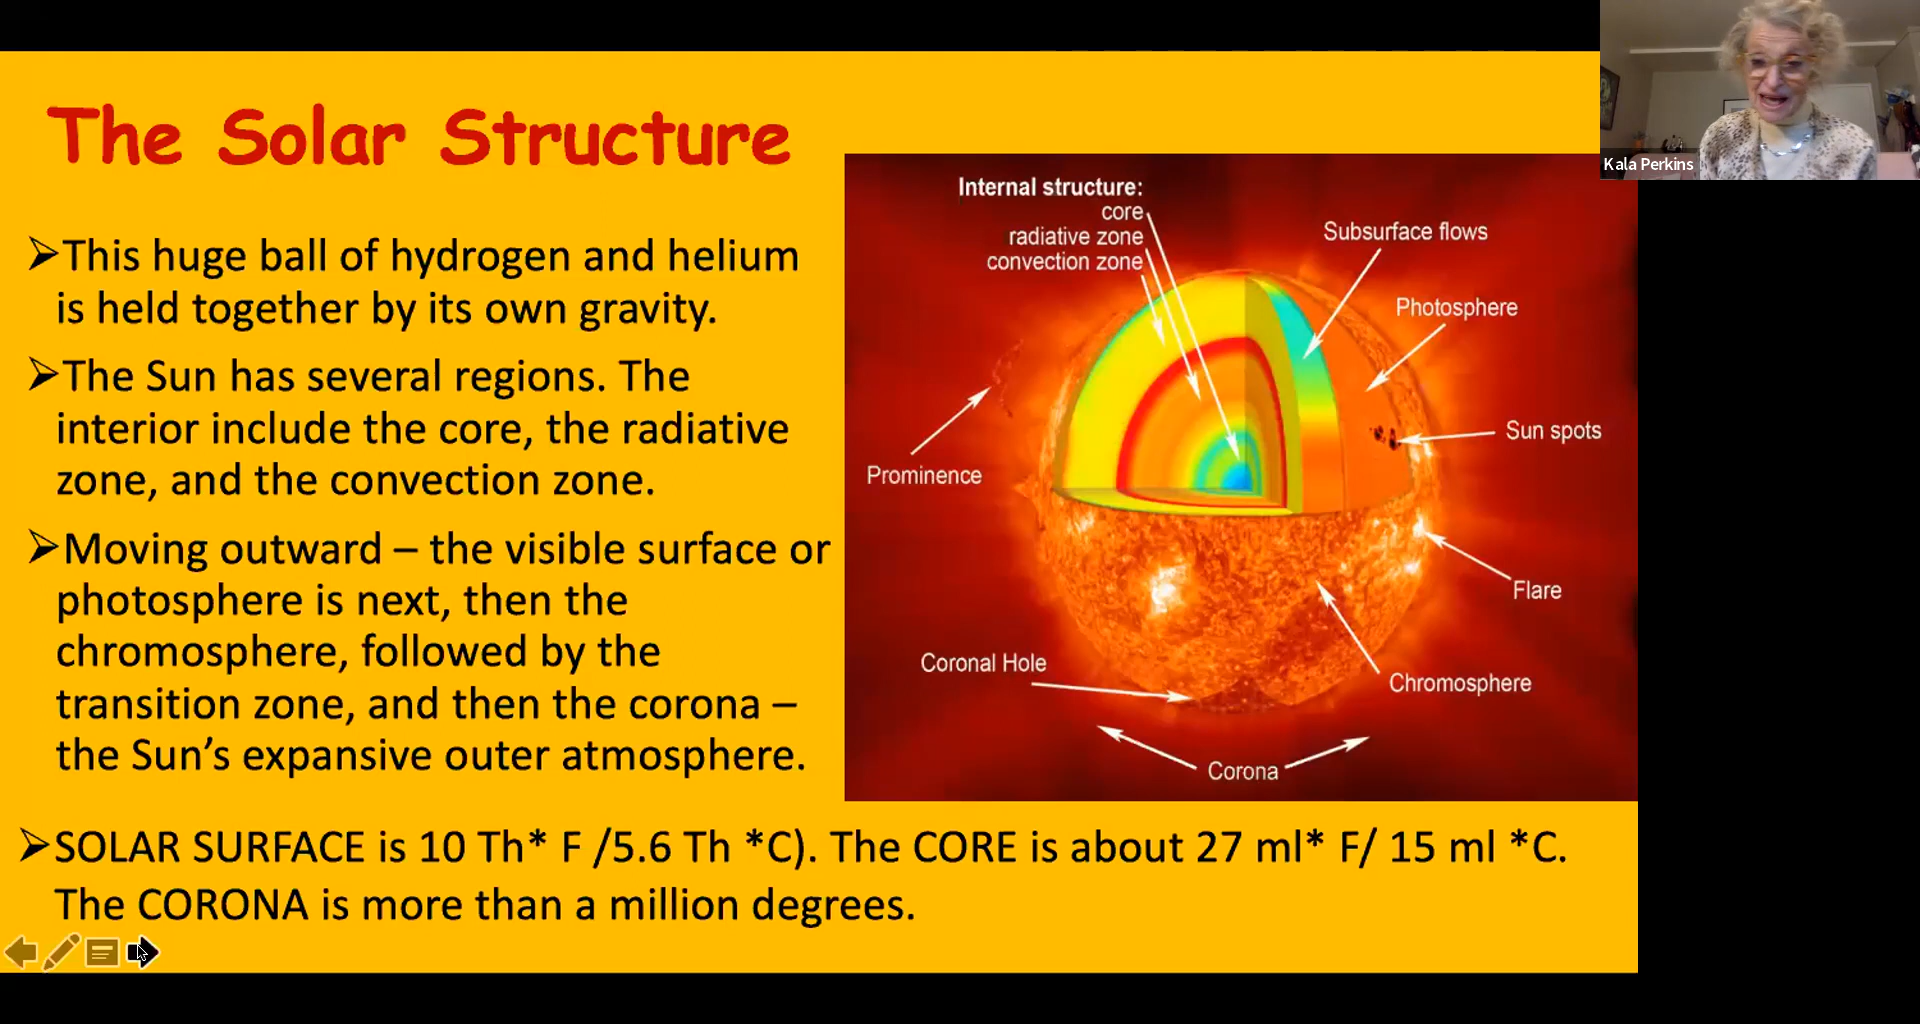 The Solar Structure
➢This huge ball of hydrogen and helium
is held together by its own gravity.
➢The Sun has several regions. The
interior include the core, the radiative
zone, and the convection zone.
➢Moving outward – the visible surface or
photosphere is next, then the
chromosphere, followed by the
transition zone, and then the corona –
the Sun’s expansive outer atmosphere.
Internal structure:
core
radiative zone
convection zone
Subsurface flows
Photosphere
Sun spots
Prominence
Flare
Coronal Hole
Chromosphere
Corona
➢SOLAR SURFACE is 10 Th* F /5.6 Th *C). The CORE is about 27 ml* F/ 15 ml *C.
The CORONA is more than a million degrees.
Kala Perkins